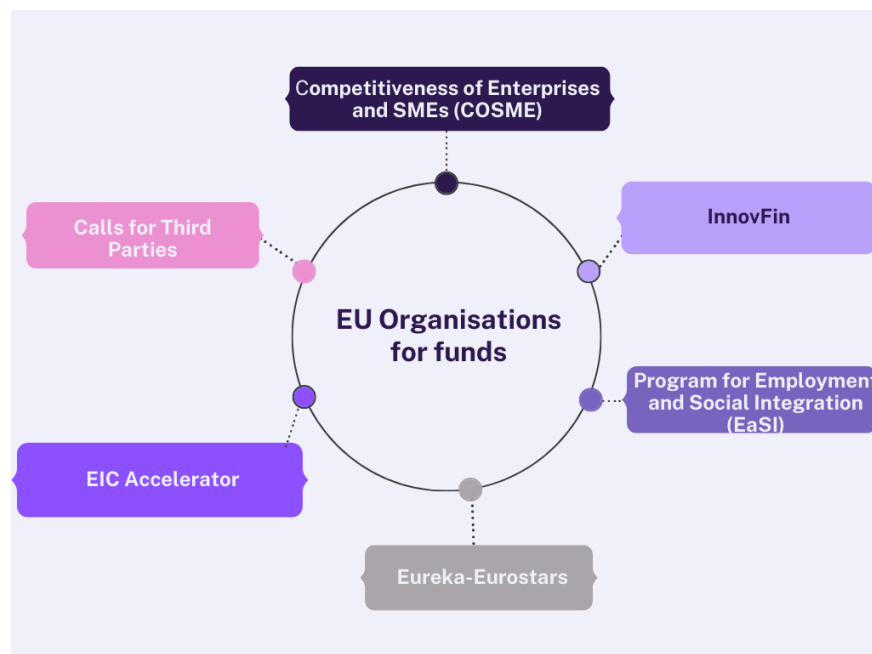 Competitiveness of Enterprises
and SMEs (COSME)
InnovFin
Calls for Third
Parties
EU Organisations
for funds
Program for Employment
and Social Integration
(EaSI)
EIC Accelerator
Eureka-Eurostars